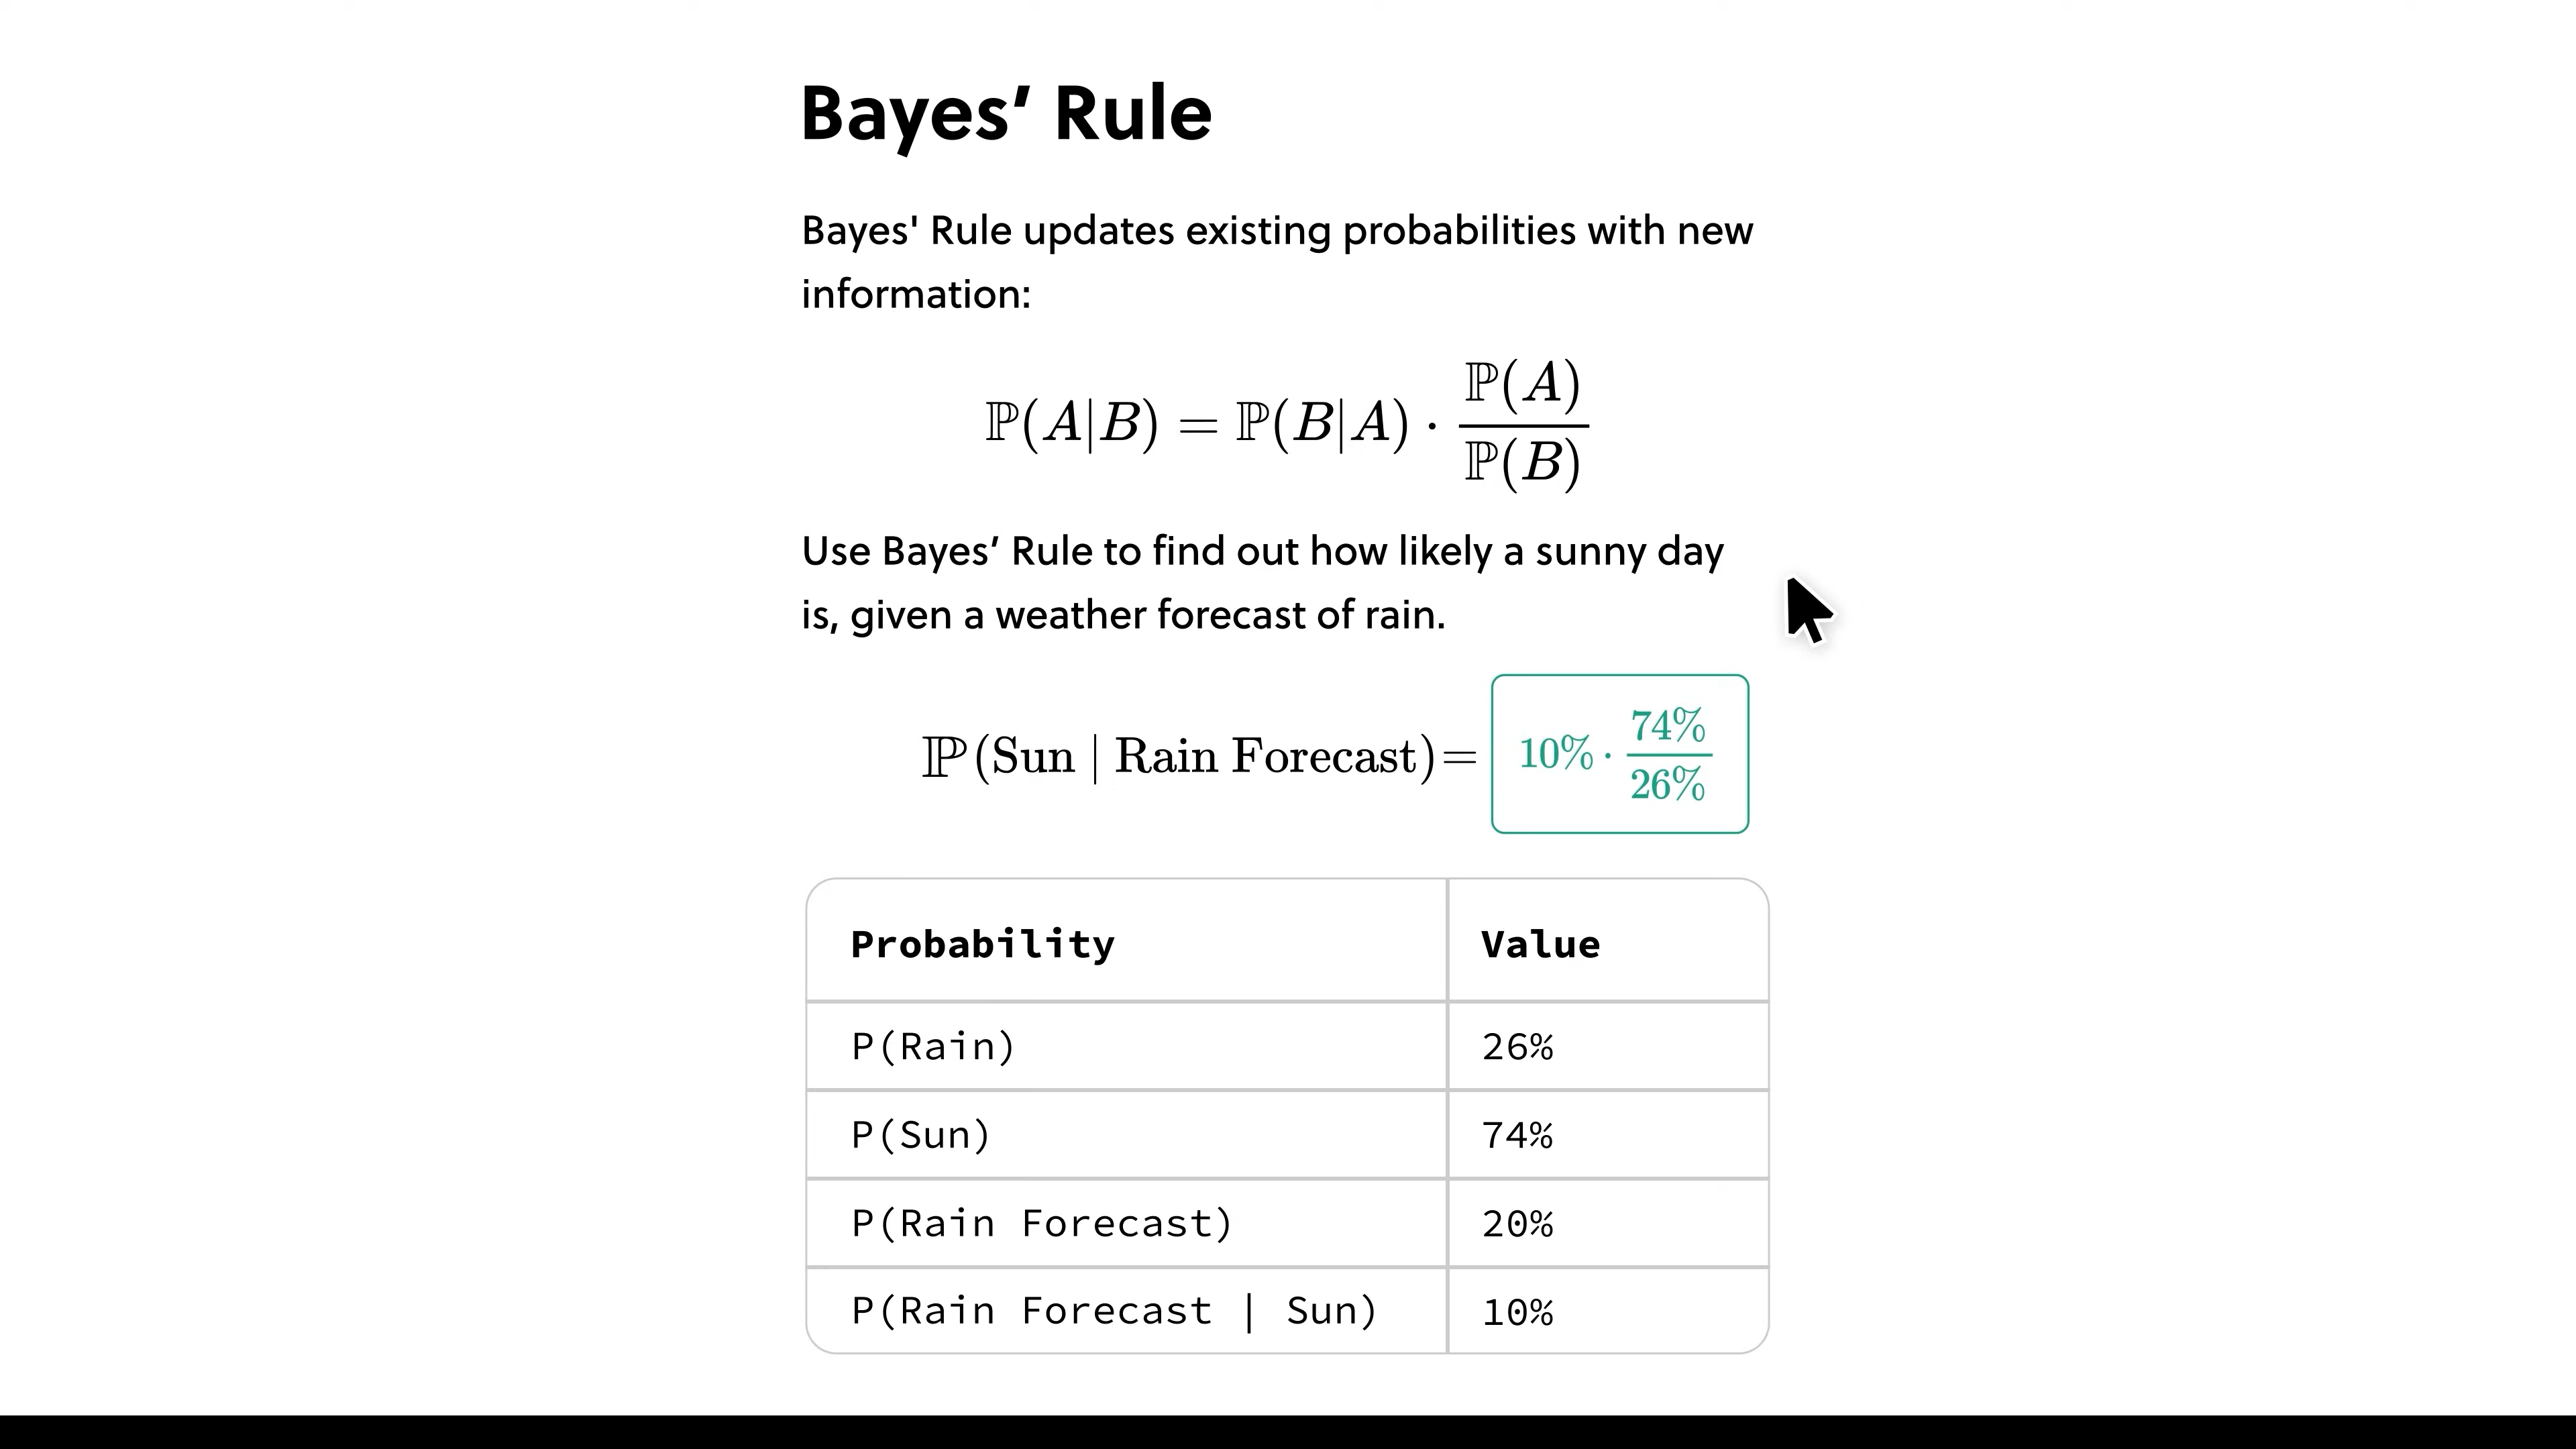 Bayes’ Rule
Bayes' Rule updates existing probabilities with new
information:
ℙ(A|B) = ℙ(B|A) · ℙ(A)/ℙ(B)
Use Bayes’ Rule to find out how likely a sunny day
is, given a weather forecast of rain.
ℙ(Sun | Rain Forecast)= 10% · 74%/26%
Probability Value
P(Rain) 26%
P(Sun) 74%
P(Rain Forecast) 20%
P(Rain Forecast | Sun) 10%